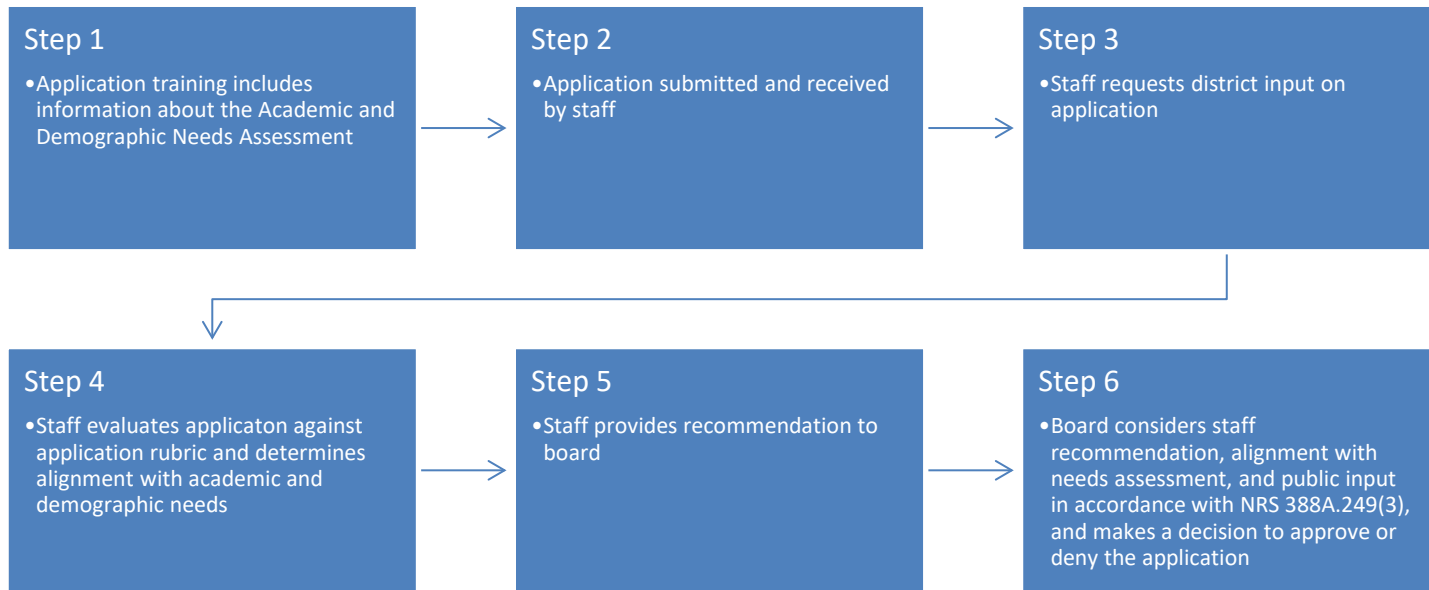 Step 1
•Application training includes
information about the Academic and
Demographic Needs Assessment
Step 2
•Application submitted and received
by staff
Step 3
•Staff requests district input on
application
Step 4
•Staff evaluates applicaton against
application rubric and determines
alignment with academic and
demographic needs
Step 5
•Staff provides recommendation to
board
Step 6
•Board considers staff
recommendation, alignment with
needs assessment, and public input
in accordance with NRS 388A.249(3),
and makes a decision to approve or
deny the application